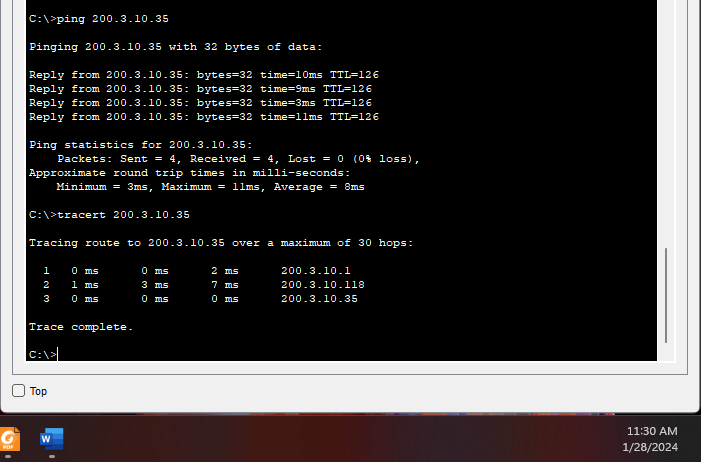 C:\>ping 200.3.10.35
Pinging 200.3.10.35 with 32 bytes of data:
Reply from 200.3.10.35: bytes=32 time=10ms TTL=126
Reply from 200.3.10.35: bytes=32 time=9ms TTL=126
Reply from 200.3.10.35: bytes=32 time=3ms TTL=126
Reply from 200.3.10.35: bytes=32 time=11ms TTL=126
Ping statistics for 200.3.10.35:
    Packets: Sent = 4, Received = 4, Lost = 0 (0% loss),
Approximate round trip times in milli-seconds:
    Minimum = 3ms, Maximum = 11ms, Average = 8ms
C:\>tracert 200.3.10.35
Tracing route to 200.3.10.35 over a maximum of 30 hops:
  1   0 ms      0 ms      2 ms      200.3.10.1
  2   1 ms      3 ms      7 ms      200.3.10.118
  3   0 ms      0 ms      0 ms      200.3.10.35
Trace complete.
C:\>
Top
G
PDF
W
11:30 AM
1/28/2024